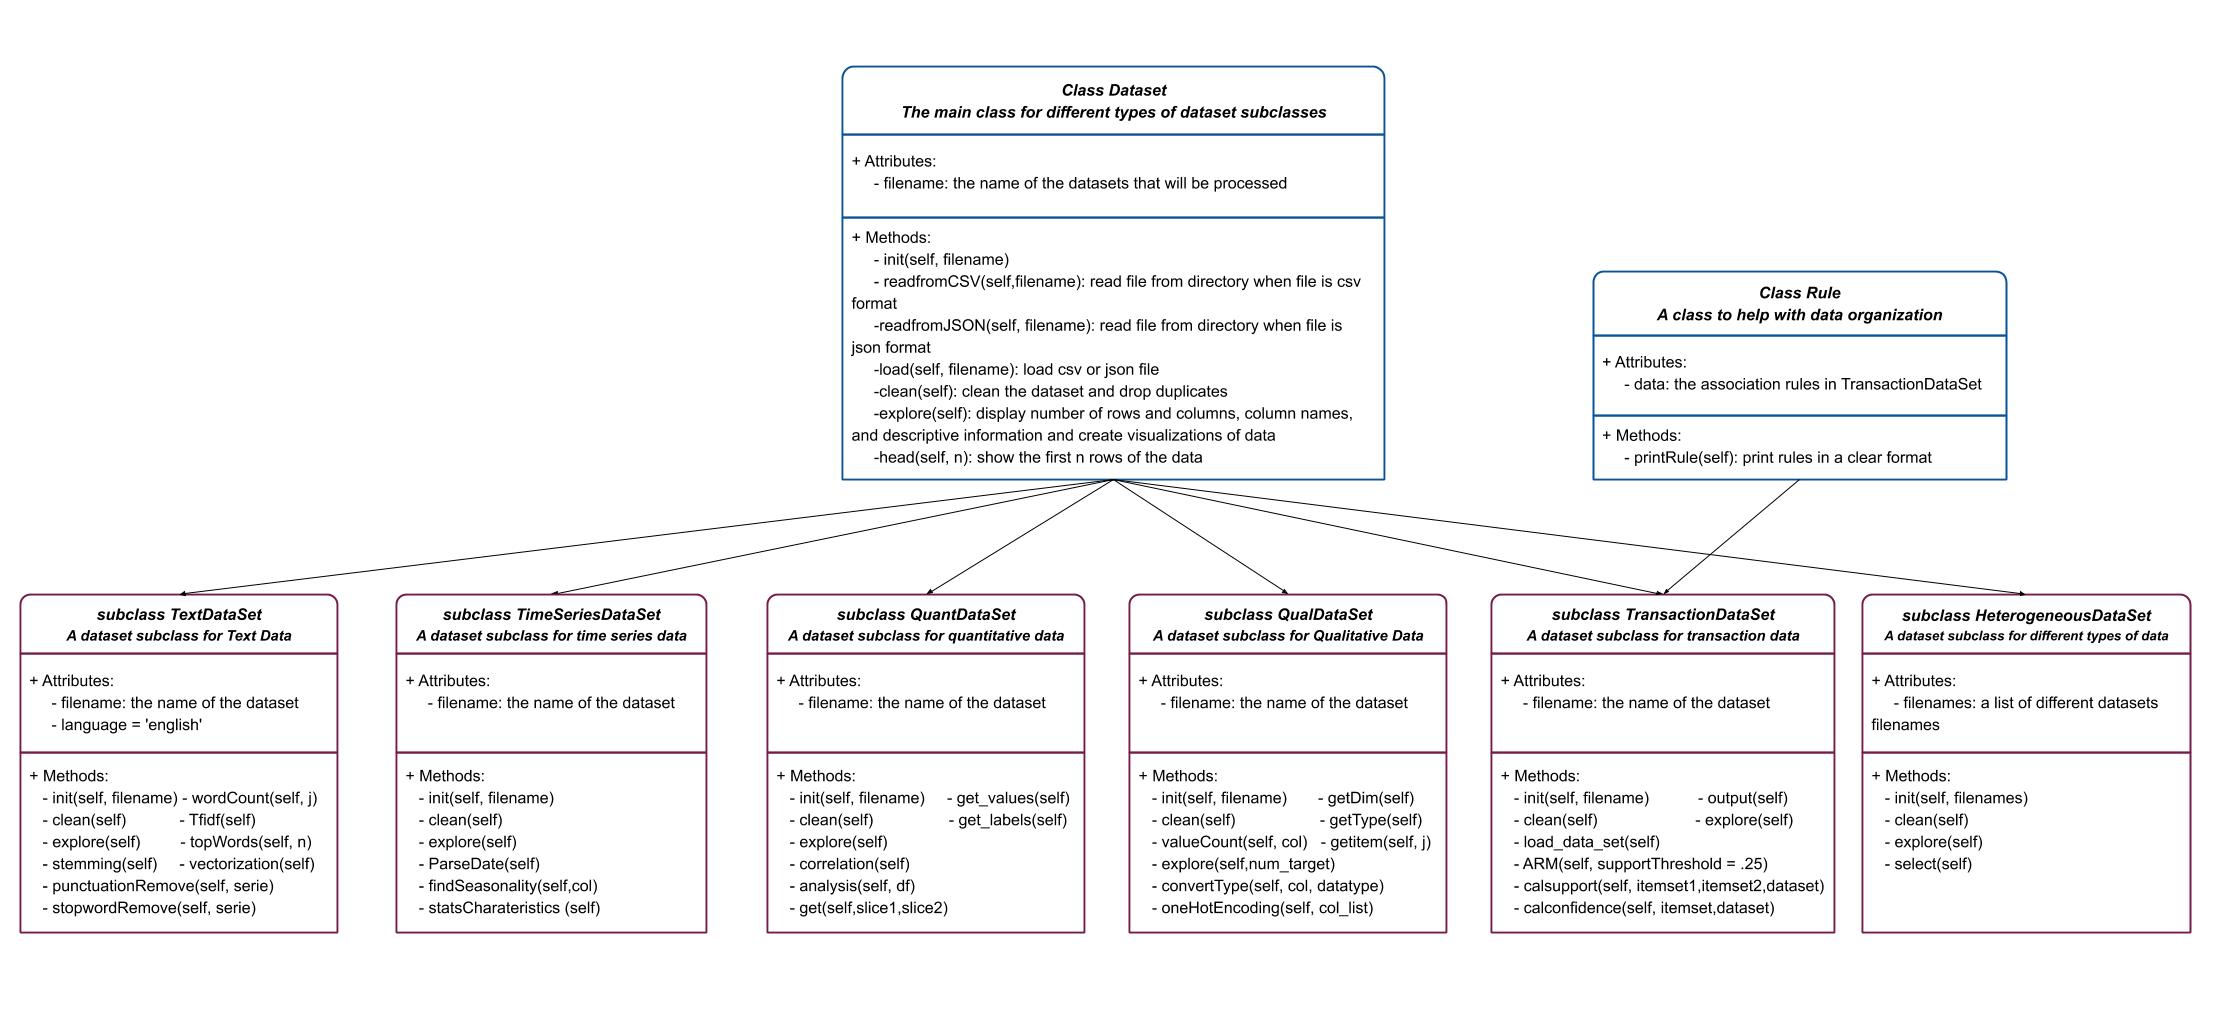 Class Dataset
The main class for different types of dataset subclasses
+ Attributes:
- filename: the name of the datasets that will be processed
+ Methods:
- init(self, filename)
- readfromCSV(self,filename): read file from directory when file is csv
format
-readfromJSON(self, filename): read file from directory when file is
json format
-load(self, filename): load csv or json file
-clean(self): clean the dataset and drop duplicates
-explore(self): display number of rows and columns, column names,
and descriptive information and create visualizations of data
-head(self, n): show the first n rows of the data
Class Rule
A class to help with data organization
+ Attributes:
- data: the association rules in TransactionDataSet
+ Methods:
- printRule(self): print rules in a clear format
subclass TextDataSet
A dataset subclass for Text Data
+ Attributes:
- filename: the name of the dataset
- language = 'english'
+ Methods:
- init(self, filename) - wordCount(self, j)
- clean(self) - Tfidf(self)
- explore(self) - topWords(self, n)
- stemming(self) - vectorization(self)
- punctuationRemove(self, serie)
- stopwordRemove(self, serie)
subclass TimeSeriesDataSet
A dataset subclass for time series data
+ Attributes:
- filename: the name of the dataset
+ Methods:
- init(self, filename)
- clean(self)
- explore(self)
- ParseDate(self)
- findSeasonality(self,col)
- statsCharateristics (self)
subclass QuantDataSet
A dataset subclass for quantitative data
+ Attributes:
- filename: the name of the dataset
+ Methods:
- init(self, filename) - get_values(self)
- clean(self) - get_labels(self)
- explore(self)
- correlation(self)
- analysis(self, df)
- get(self,slice1,slice2)
subclass QualDataSet
A dataset subclass for Qualitative Data
+ Attributes:
- filename: the name of the dataset
+ Methods:
- init(self, filename) - getDim(self)
- clean(self) - getType(self)
- valueCount(self, col) - getitem(self, j)
- explore(self,num_target)
- convertType(self, col, datatype)
- oneHotEncoding(self, col_list)
subclass TransactionDataSet
A dataset subclass for transaction data
+ Attributes:
- filename: the name of the dataset
+ Methods:
- init(self, filename) - output(self)
- clean(self) - explore(self)
- load_data_set(self)
- ARM(self, supportThreshold = .25)
- calsupport(self, itemset1,itemset2,dataset)
- calconfidence(self, itemset,dataset)
subclass HeterogeneousDataSet
A dataset subclass for different types of data
+ Attributes:
- filenames: a list of different datasets
filenames
+ Methods:
- init(self, filenames)
- clean(self)
- explore(self)
- select(self)